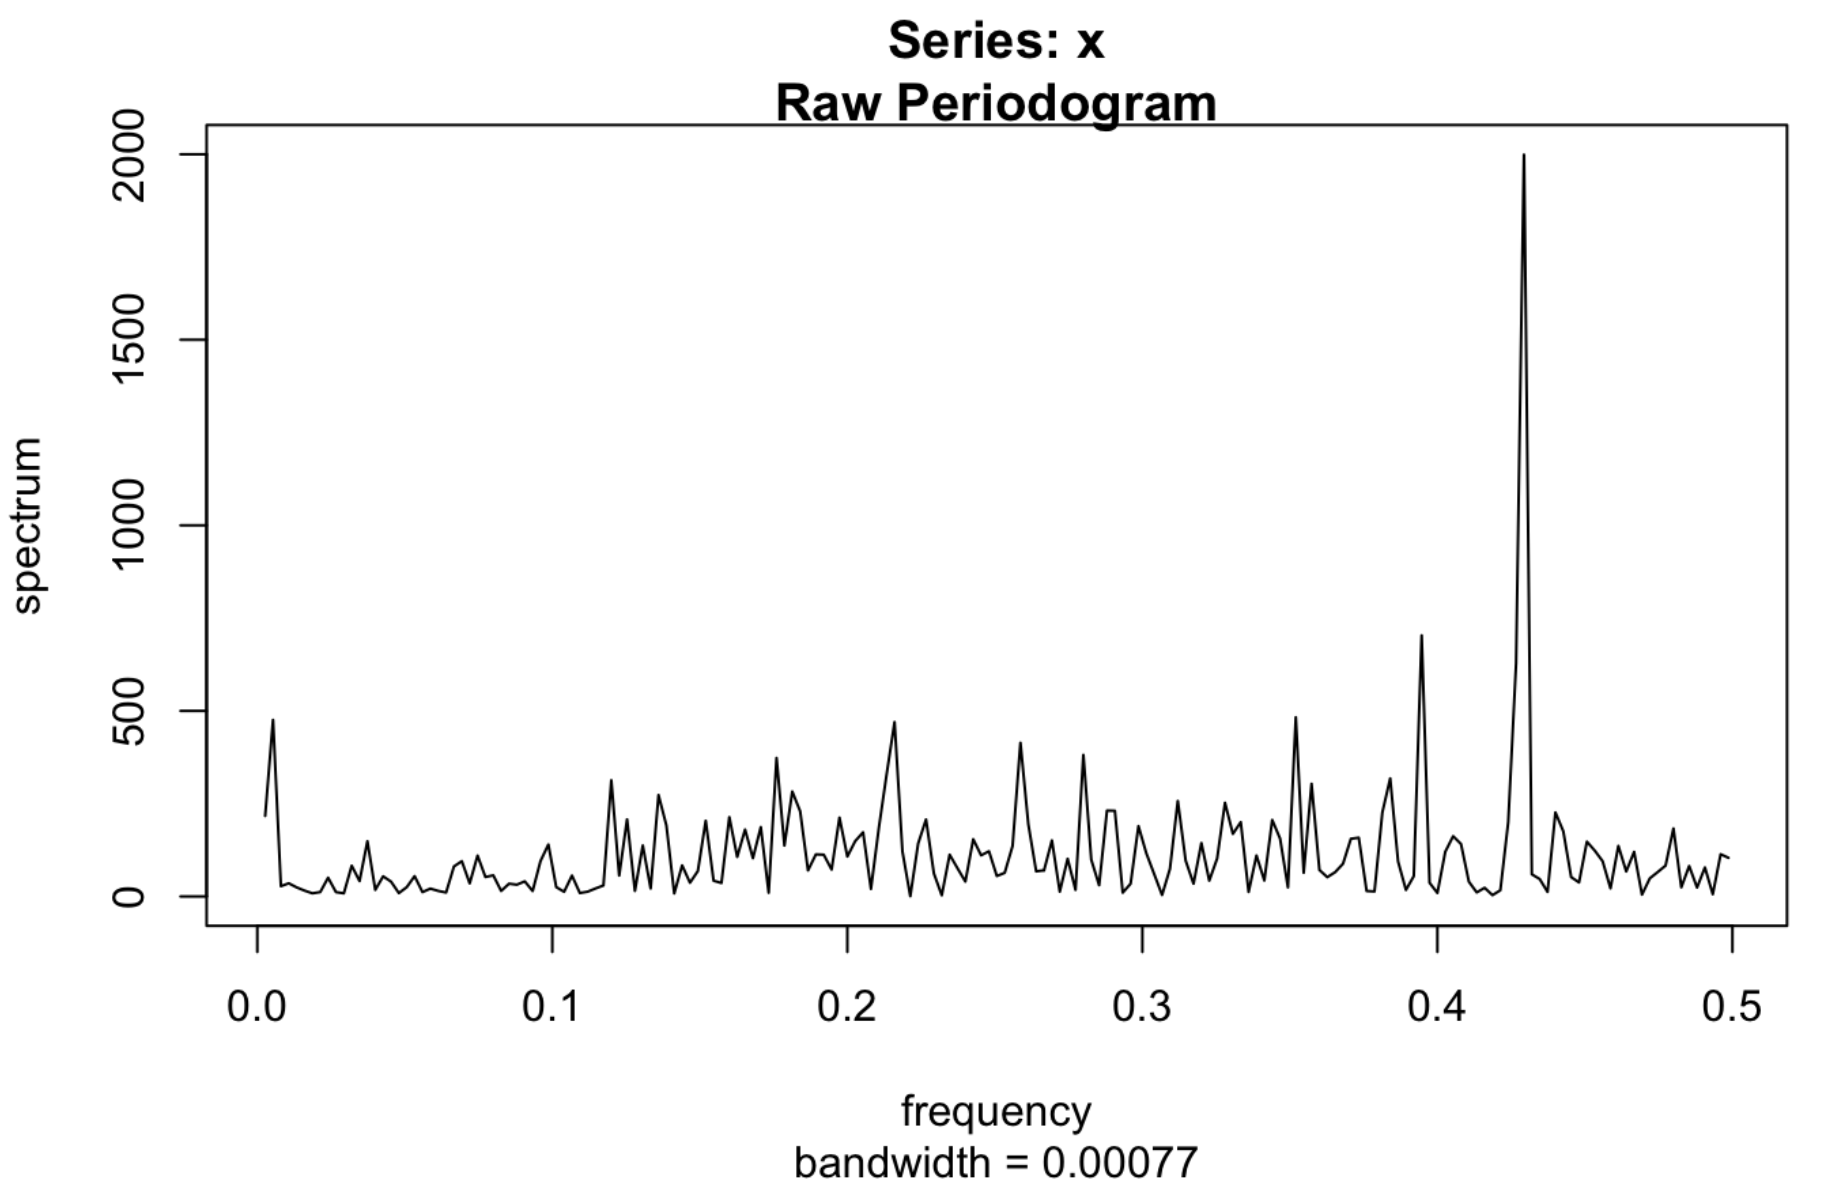 Series: x
Raw Periodogram
spectrum
2000
1500
1000
500
0
0.0 0.1 0.2 0.3 0.4 0.5
frequency
bandwidth = 0.00077